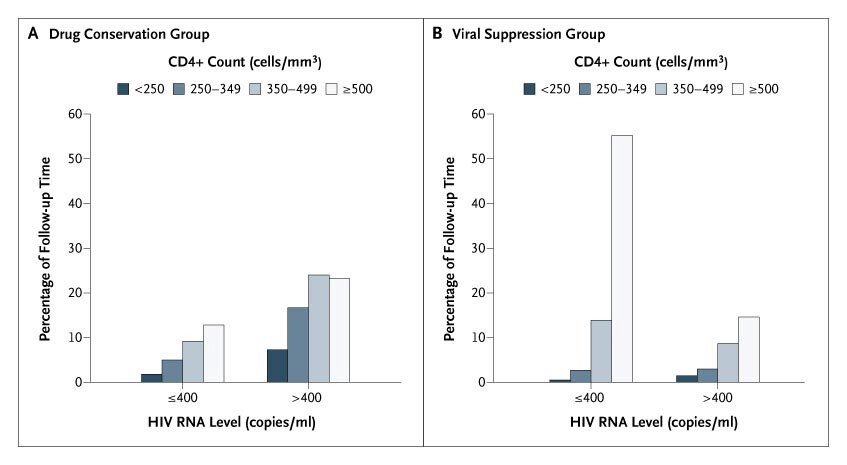 A Drug Conservation Group
CD4+ Count (cells/mm³)
<250 250–349 350–499 ≥500
Percentage of Follow-up Time
60
50
40
30
20
10
0
≤400 >400
HIV RNA Level (copies/ml)
B Viral Suppression Group
CD4+ Count (cells/mm³)
<250 250–349 350–499 ≥500
Percentage of Follow-up Time
60
50
40
30
20
10
0
≤400 >400
HIV RNA Level (copies/ml)